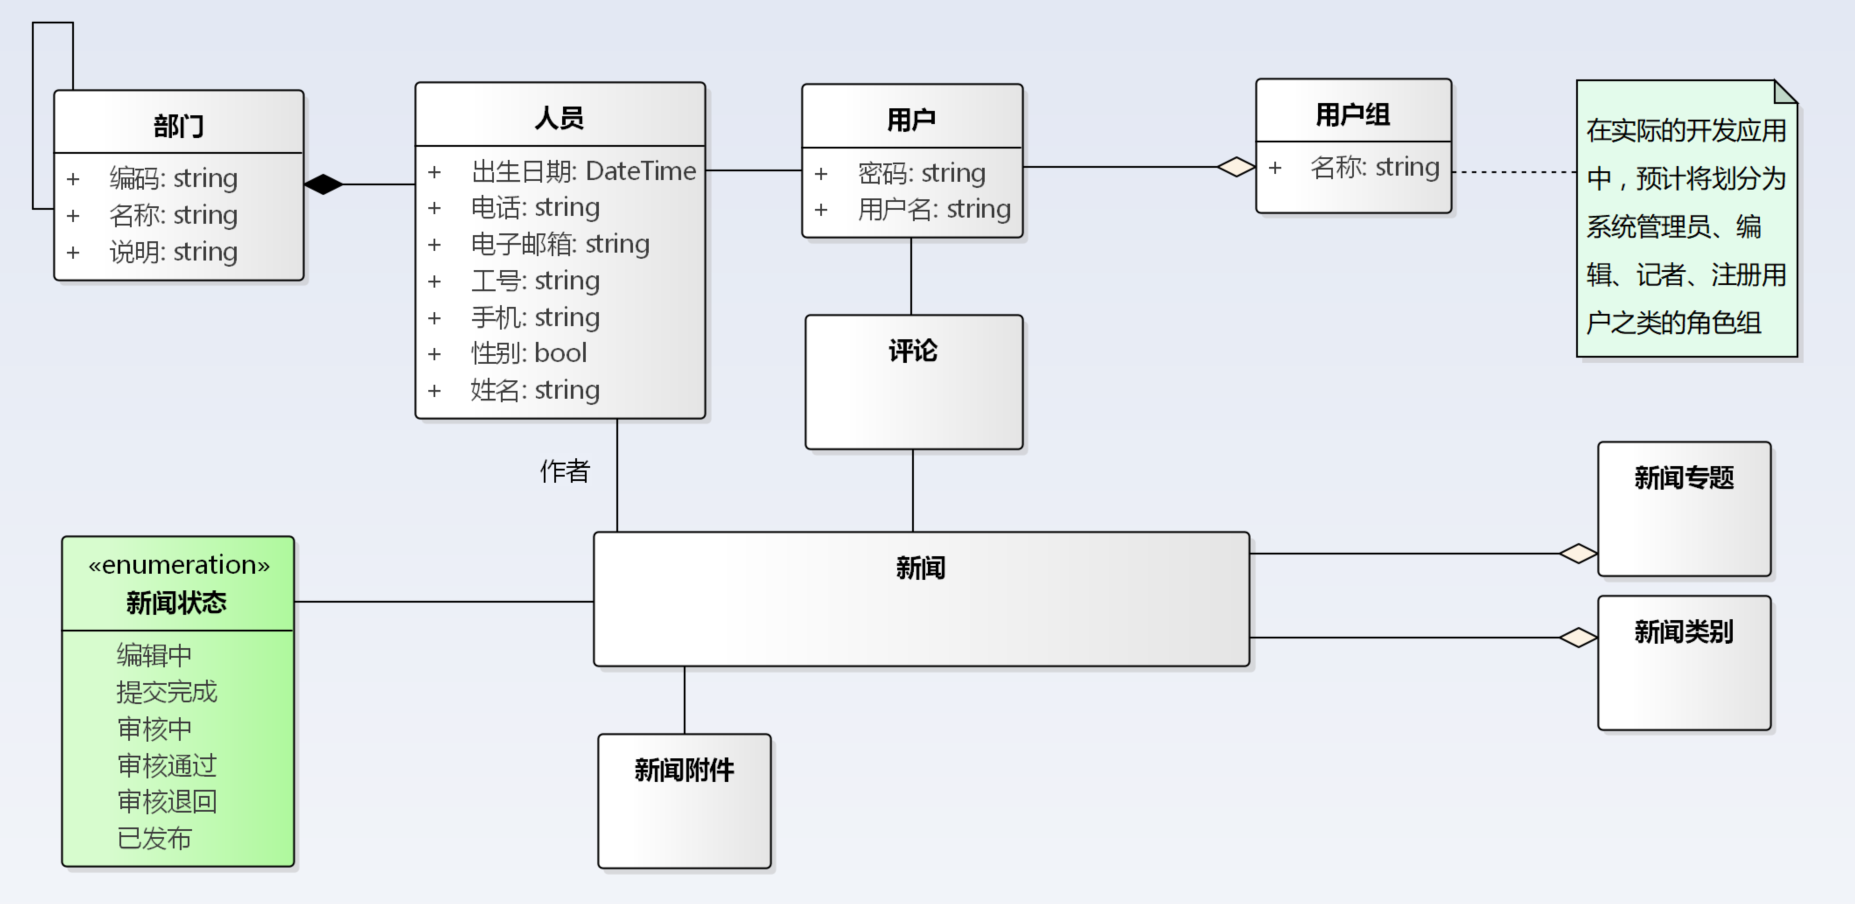 部门
+ 编码: string
+ 名称: string
+ 说明: string
人员
+ 出生日期: DateTime
+ 电话: string
+ 电子邮箱: string
+ 工号: string
+ 手机: string
+ 性别: bool
+ 姓名: string
用户
+ 密码: string
+ 用户名: string
用户组
+ 名称: string
在实际的开发应用
中，预计将划分为
系统管理员、编
辑、记者、注册用
户之类的角色组
评论
作者
新闻专题
«enumeration»
新闻状态
编辑中
提交完成
审核中
审核通过
审核退回
已发布
新闻
新闻类别
新闻附件